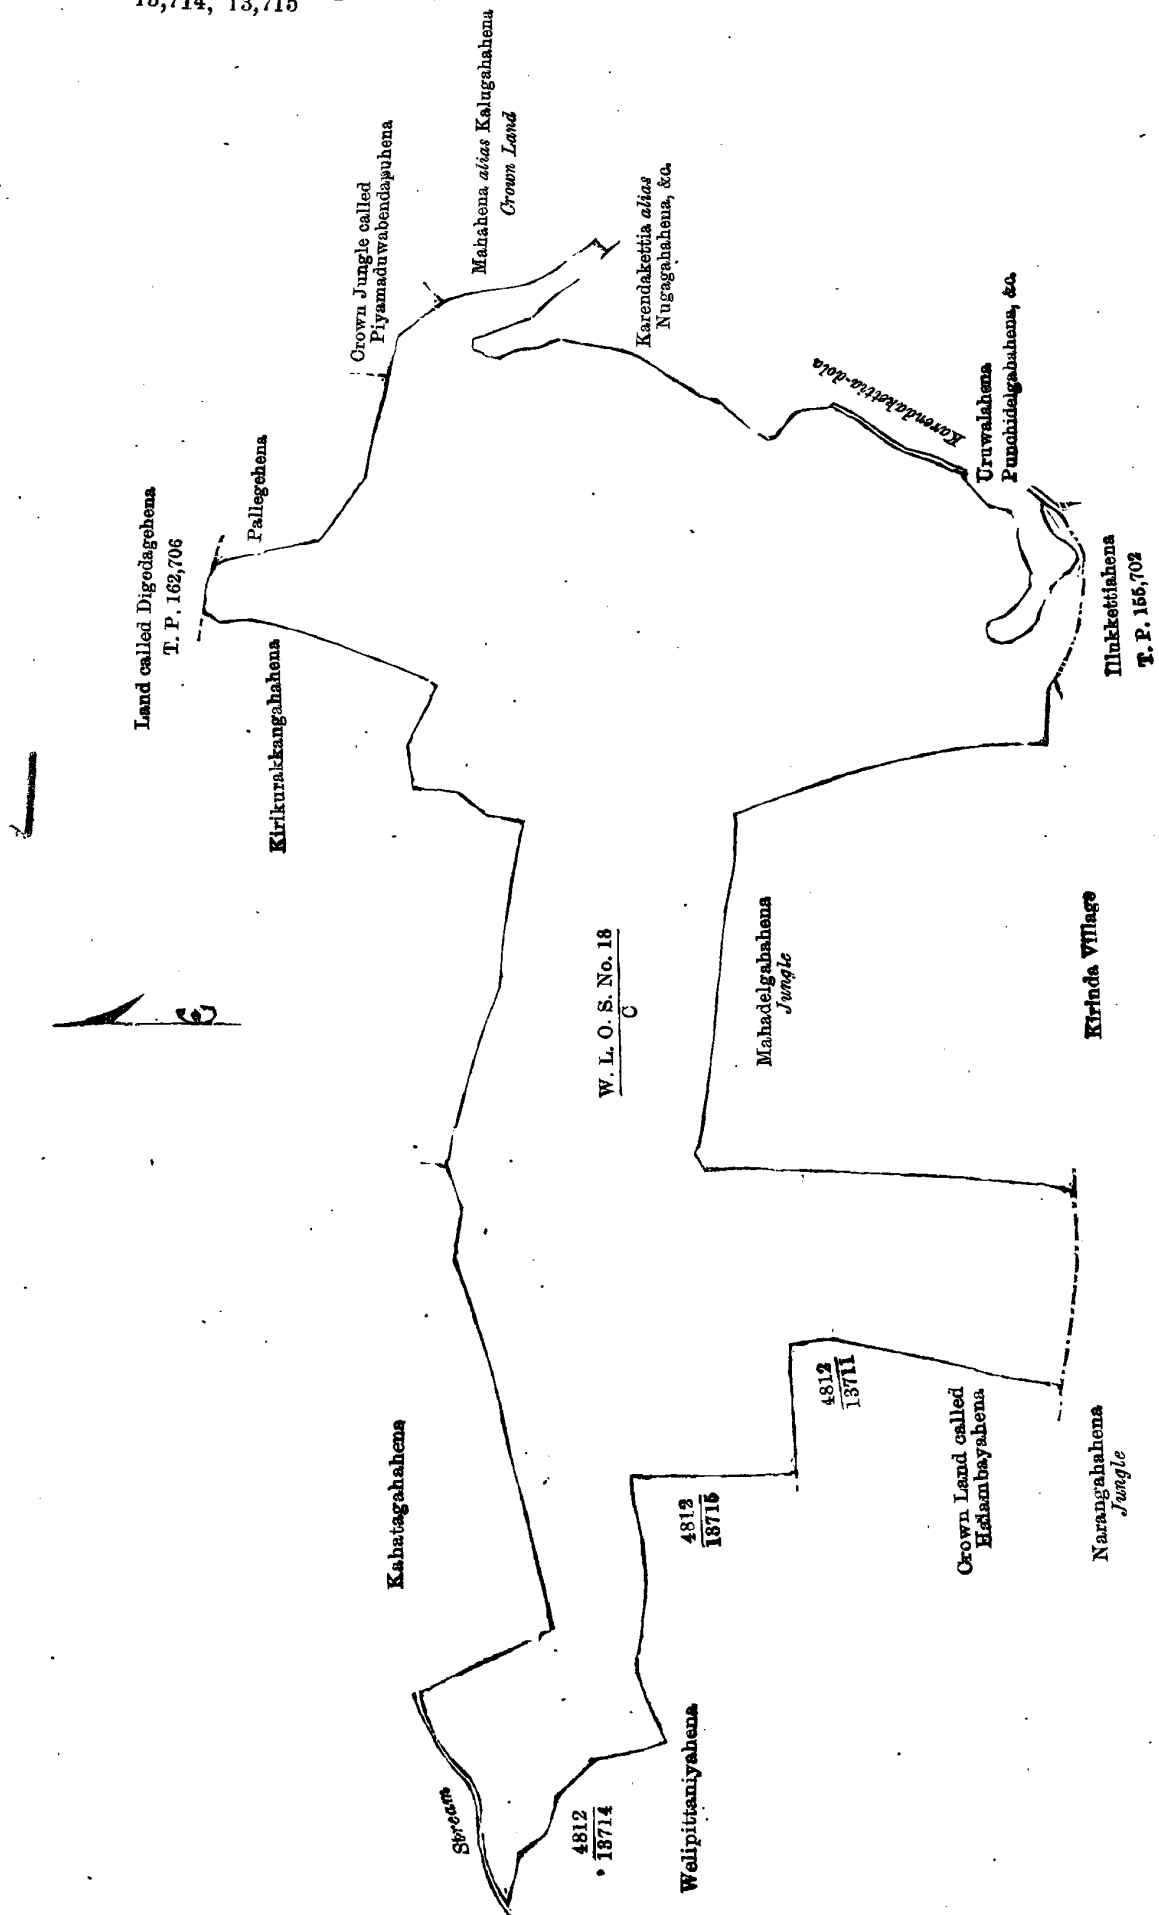 13,714, 13,715
Land called Digodagehena
T. P. 162,706
Pallegehena
Crown Jungle called
Piyamaduwabendapuhena
Mahahena alias Kalugahahena
Crown Land
Karendakettia alias
Nugagahahena, &c.
Karendakettia-dola
Uruwalahena
Punchidelgahahena, &c.
Illukkettiahena
T. P. 155,702
Kirikurakkangahahena
W. L. O. S. No. 18
C
Mahadelgahahena
Jungle
Kirinda Village
Kahatagahahena
4812
13711
4812
13715
Crown Land called
Narangahahena
Jungle
Stream
4812
13714
Welipittaniyahena